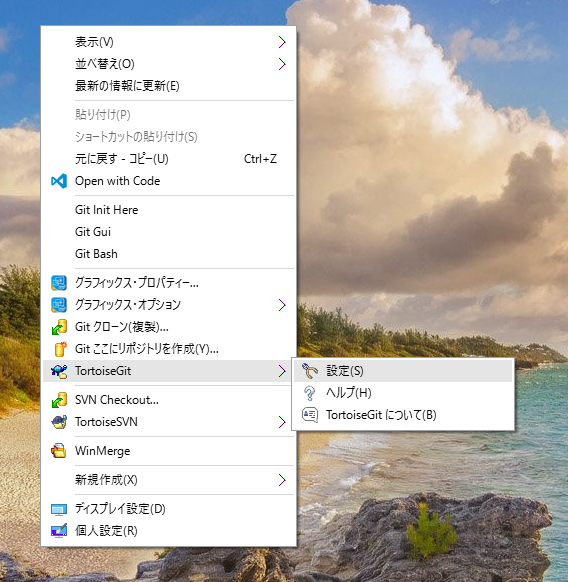 表示(V)
並べ替え(O)
最新の情報に更新(E)
貼り付け(P)
ショートカットの貼り付け(S)
元に戻す - コピー(U) Ctrl+Z
Open with Code
Git Init Here
Git Gui
Git Bash
グラフィックス・プロパティー...
グラフィックス・オプション
Git クローン(複製)...
Git ここにリポジトリを作成(Y)...
TortoiseGit
設定(S)
ヘルプ(H)
TortoiseGit について(B)
SVN Checkout...
TortoiseSVN
WinMerge
新規作成(X)
ディスプレイ設定(D)
個人設定(R)